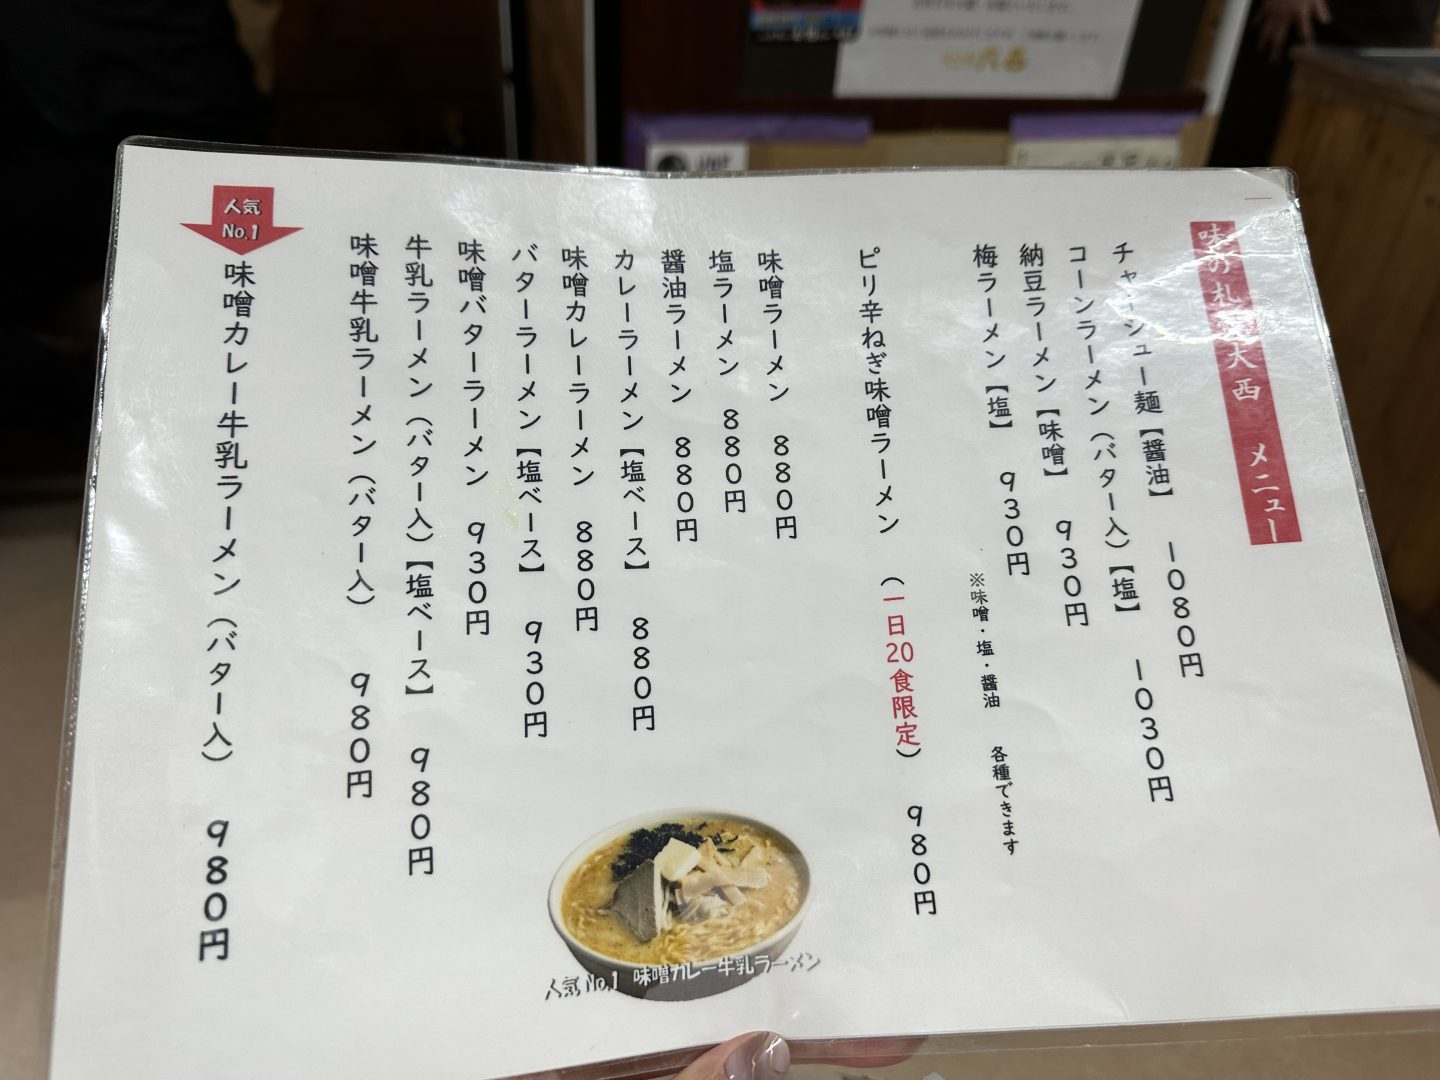 味の札幌大西 メニュー
チャーシュー麺【醤油】 1080円
コーンラーメン(バター入)【塩】 1030円
納豆ラーメン【味噌】 930円
梅ラーメン【塩】 930円
※味噌・塩・醤油 各種できます
ピリ辛ねぎ味噌ラーメン (一日20食限定) 980円
味噌ラーメン 880円
塩ラーメン 880円
醤油ラーメン 880円
カレーラーメン【塩ベース】 880円
味噌カレーラーメン 880円
バターラーメン【塩ベース】 930円
味噌バターラーメン 930円
牛乳ラーメン(バター入)【塩ベース】 980円
味噌牛乳ラーメン(バター入) 980円
人気
No.1
味噌カレー牛乳ラーメン(バター入) 980円
人気No.1 味噌カレー牛乳ラーメン